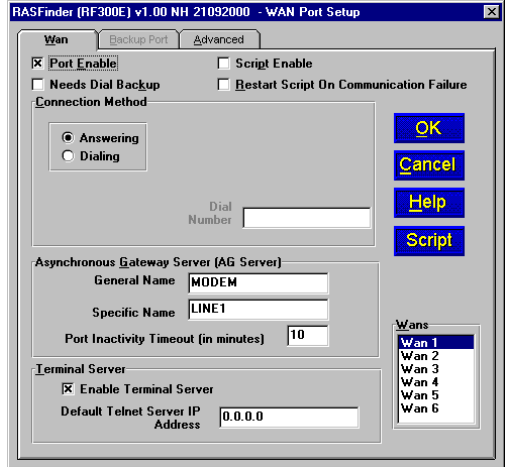 RASFinder (RF300E) v1.00 NH 21092000 - WAN Port Setup
Wan
Backup Port
Advanced
Port Enable
Script Enable
Needs Dial Backup
Restart Script On Communication Failure
Connection Method
Answering
Dialing
Dial Number
OK
Cancel
Help
Script
Asynchronous Gateway Server (AG Server)
General Name MODEM
Specific Name LINE1
Port Inactivity Timeout (in minutes) 10
Terminal Server
Enable Terminal Server
Default Telnet Server IP Address 0.0.0.0
Wans
Wan 1
Wan 2
Wan 3
Wan 4
Wan 5
Wan 6